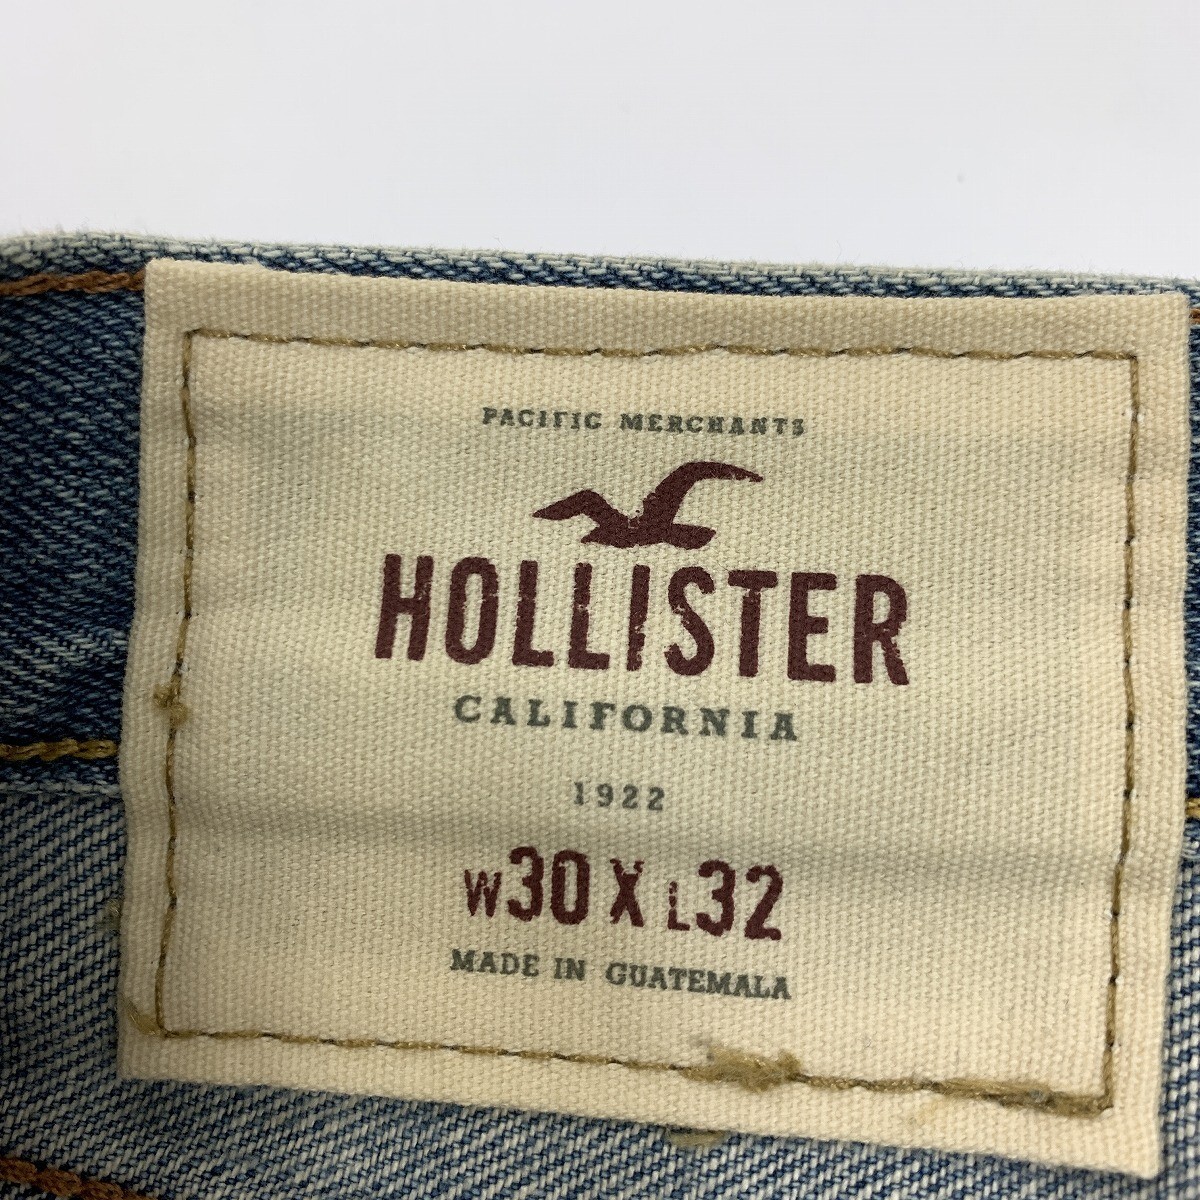 PACIFIC MERCHANTS
HOLLISTER
CALIFORNIA
1922
W30 X L32
MADE IN GUATEMALA